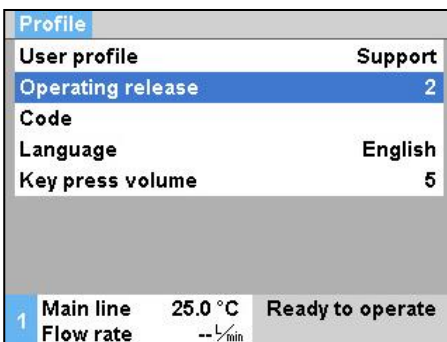 Profile
User profile Support
Operating release 2
Code
Language English
Key press volume 5
1 Main line 25.0 °C Ready to operate
Flow rate -- L/min